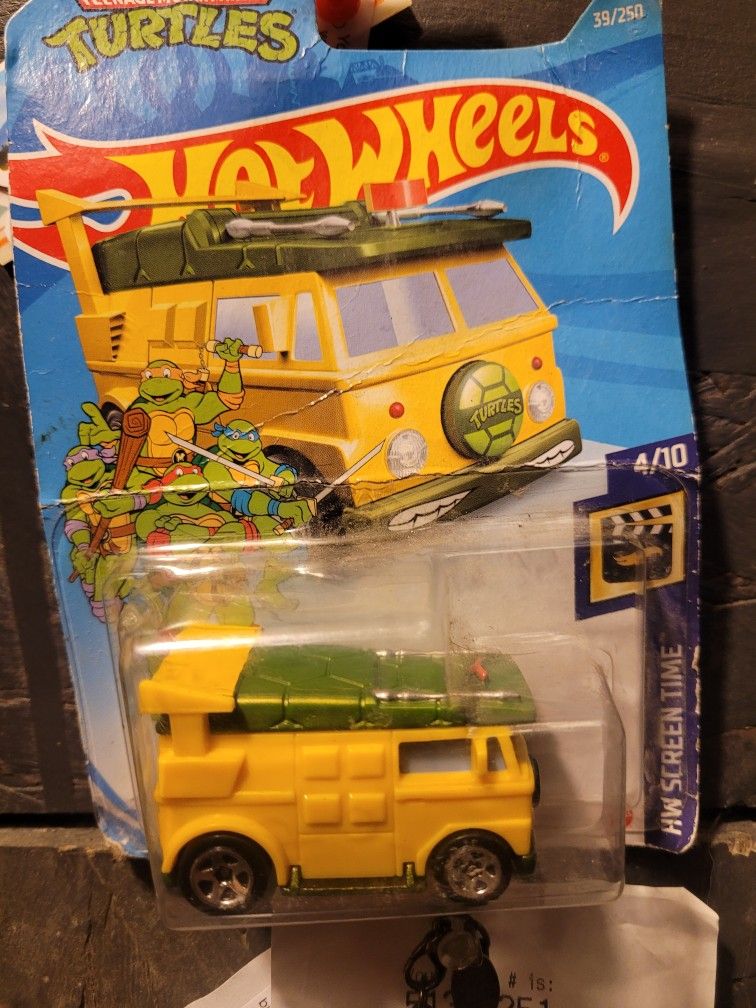 TURTLES
39/250
HOT WHEELS
TURTLES
4/10
HW SCREEN TIME
# is: